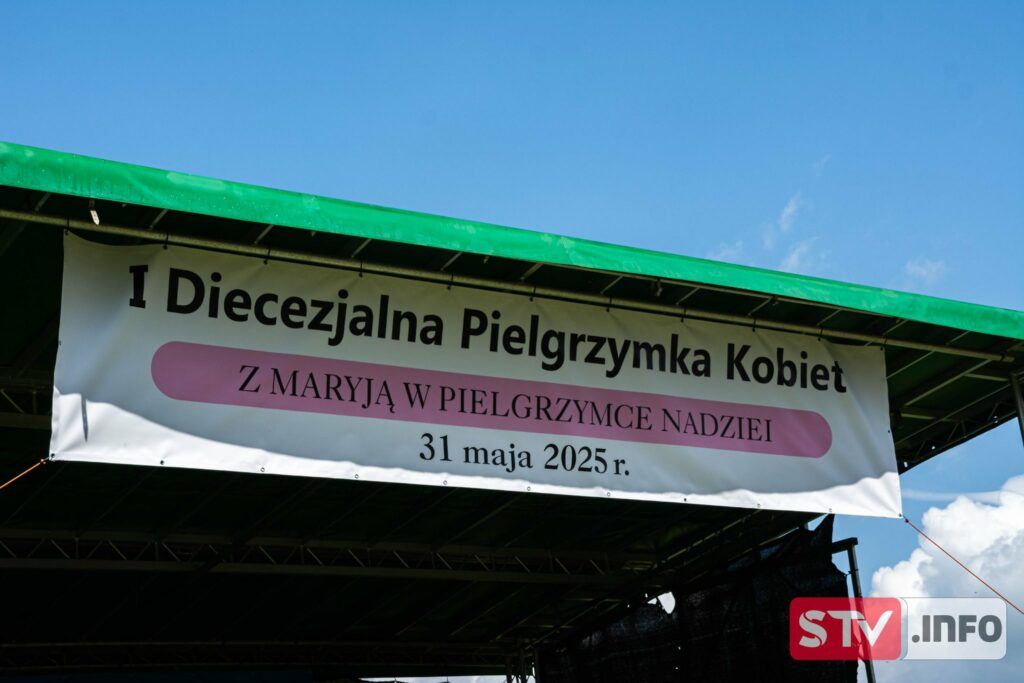 I Diecezjalna Pielgrzymka Kobiet
Z MARYJĄ W PIELGRZYMCE NADZIEI
31 maja 2025 r.
STV.INFO